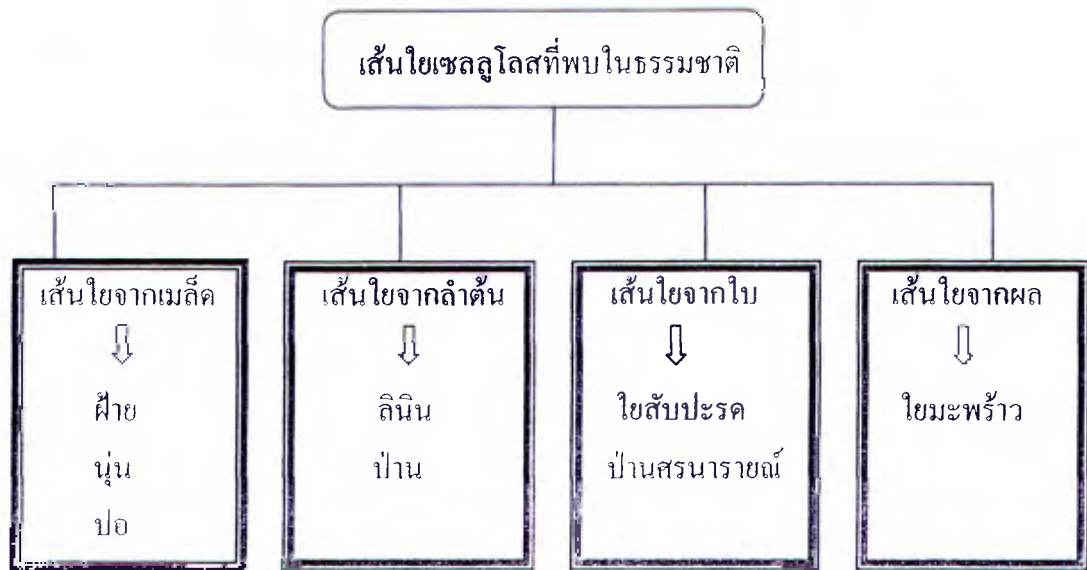 เส้นใยเซลลูโลสที่พบในธรรมชาติ
เส้นใยจากเมล็ด
ฝ้าย
นุ่น
ปอ
เส้นใยจากลำต้น
ลินิน
ป่าน
เส้นใยจากใบ
ใยสับปะรด
ป่านศรนารายณ์
เส้นใยจากผล
ใยมะพร้าว